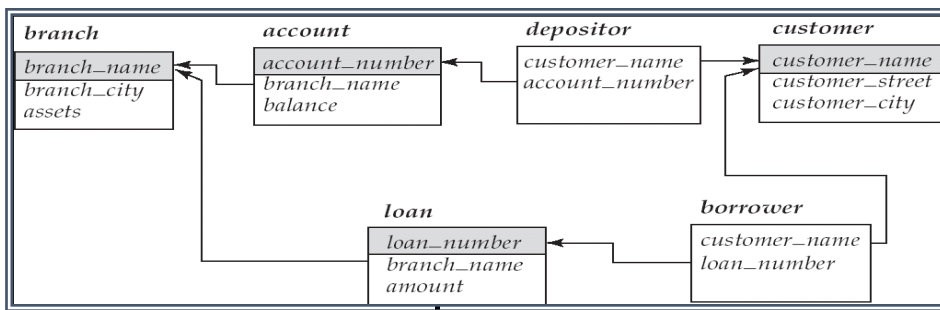 branch
branch_name
branch_city
assets
account
account_number
branch_name
balance
depositor
customer_name
account_number
customer
customer_name
customer_street
customer_city
loan
loan_number
branch_name
amount
borrower
customer_name
loan_number